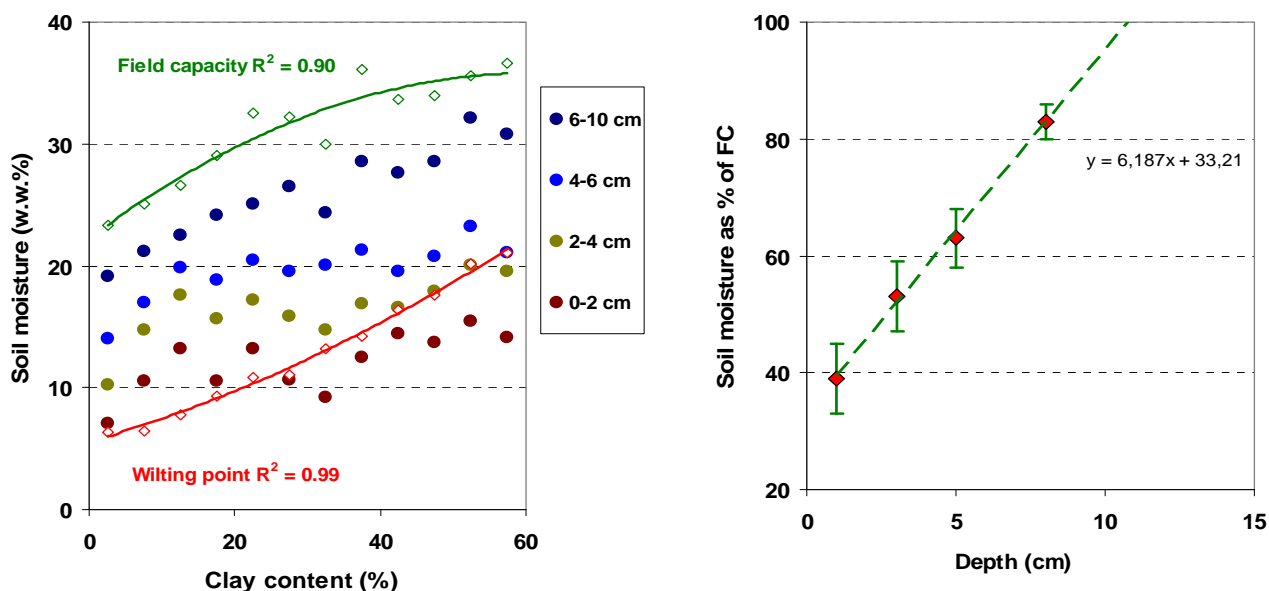 40
30
20
10
0
Soil moisture (w.w.%)
Field capacity R² = 0.90
Wilting point R² = 0.99
0 20 40 60
Clay content (%)
6-10 cm
4-6 cm
2-4 cm
0-2 cm
100
80
60
40
20
Soil moisture as % of FC
y = 6,187x + 33,21
0 5 10 15
Depth (cm)